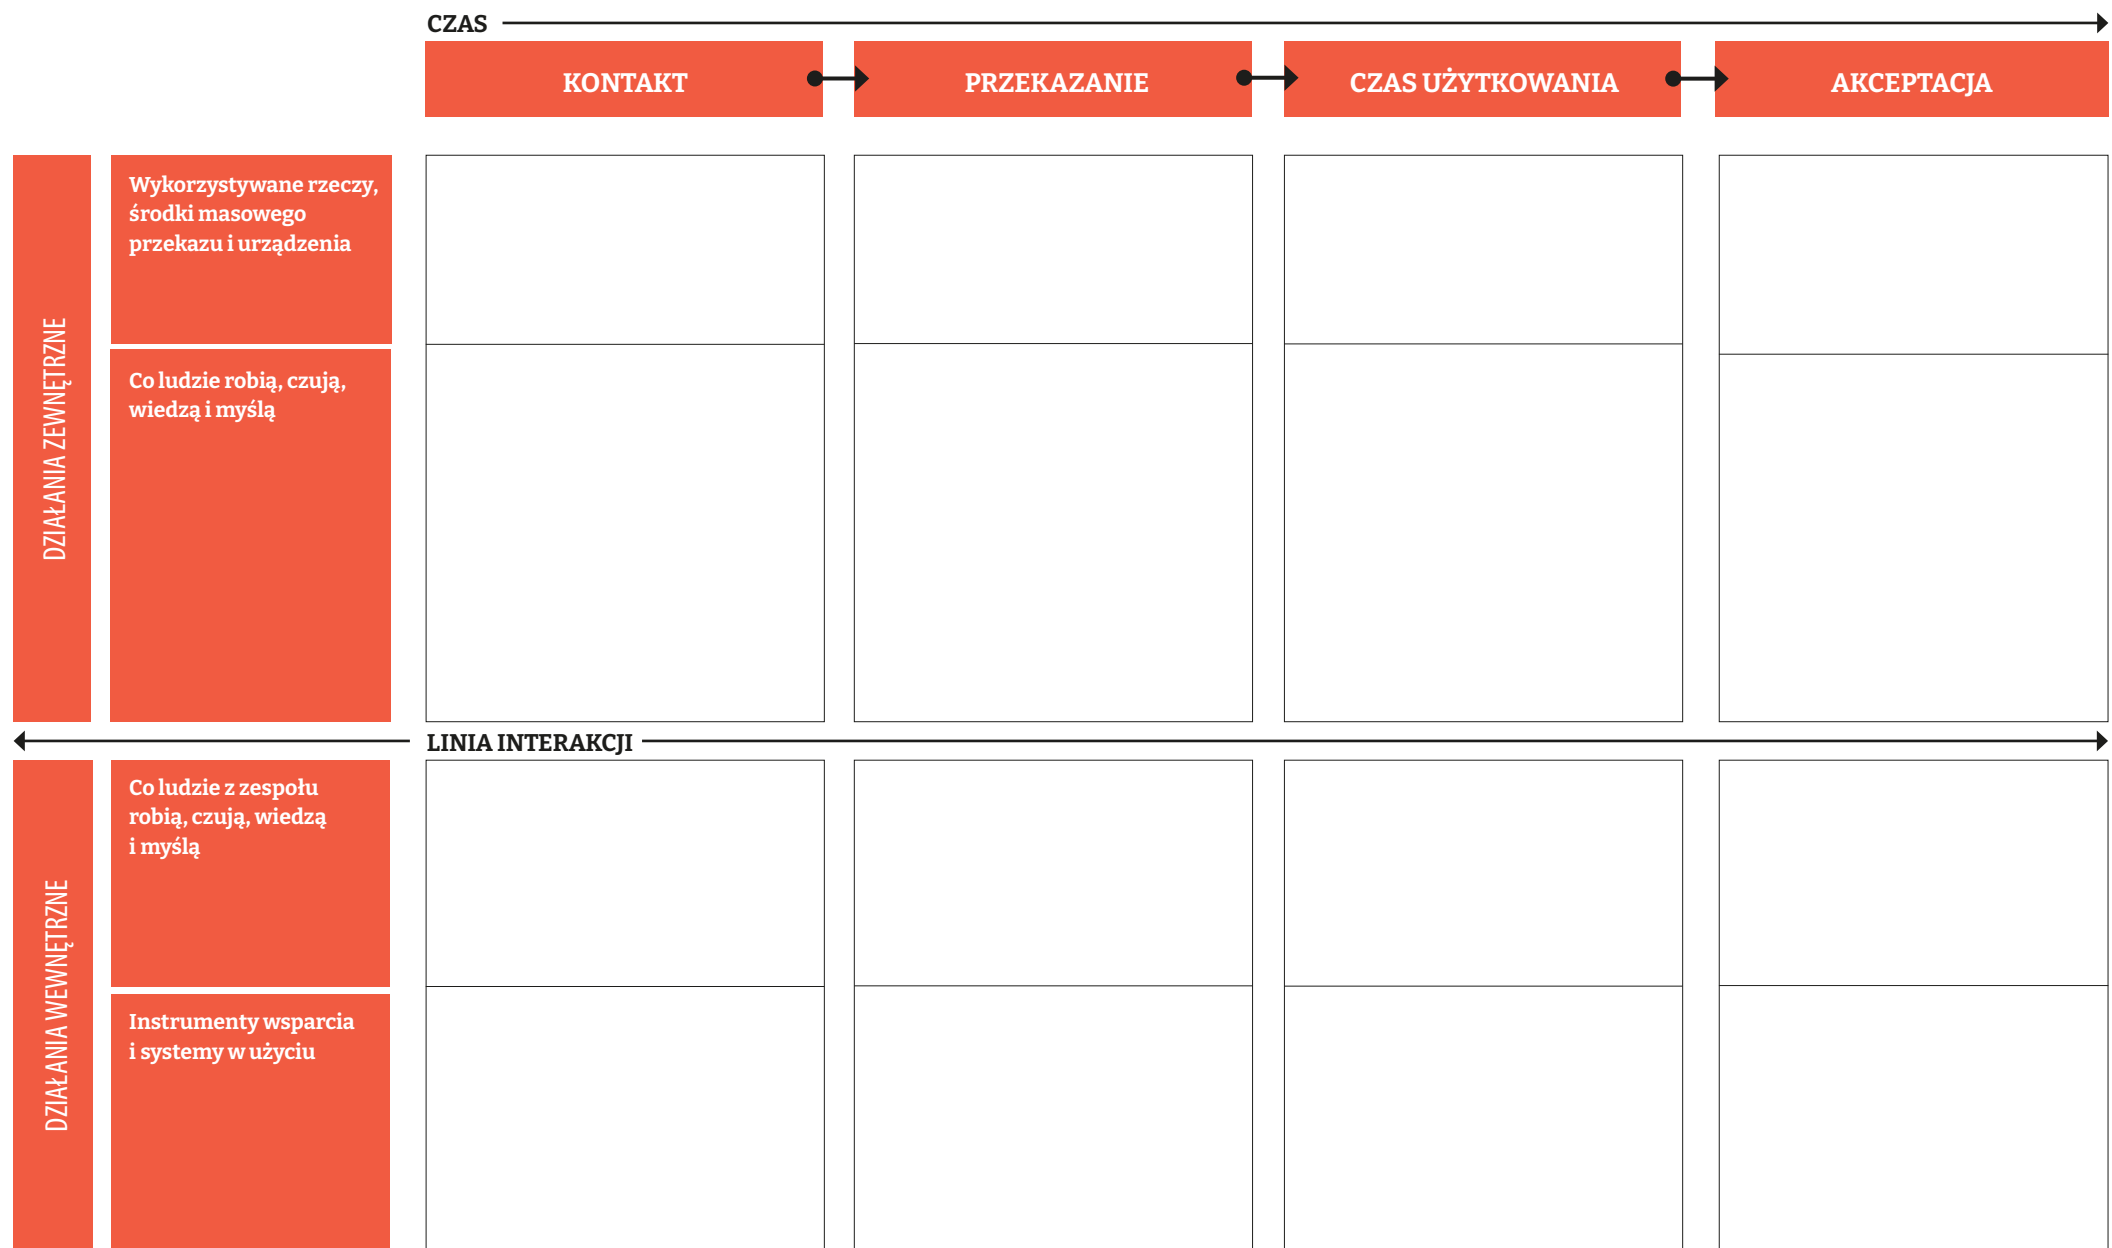 CZAS
KONTAKT
PRZEKAZANIE
CZAS UŻYTKOWANIA
AKCEPTACJA
DZIAŁANIA ZEWNĘTRZNE
Wykorzystywane rzeczy,
środki masowego
przekazu i urządzenia
Co ludzie robią, czują,
wiedzą i myślą
LINIA INTERAKCJI
DZIAŁANIA WEWNĘTRZNE
Co ludzie z zespołu
robią, czują, wiedzą
i myślą
Instrumenty wsparcia
i systemy w użyciu